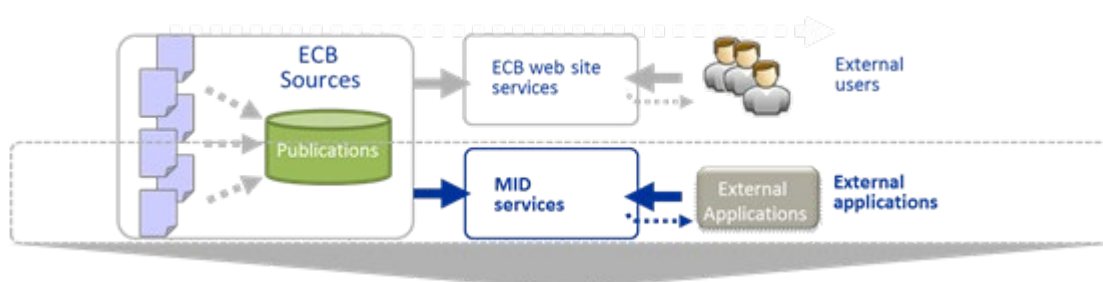 ECB
Sources
Publications
ECB web site
services
External
users
MID
services
External
Applications
External
applications